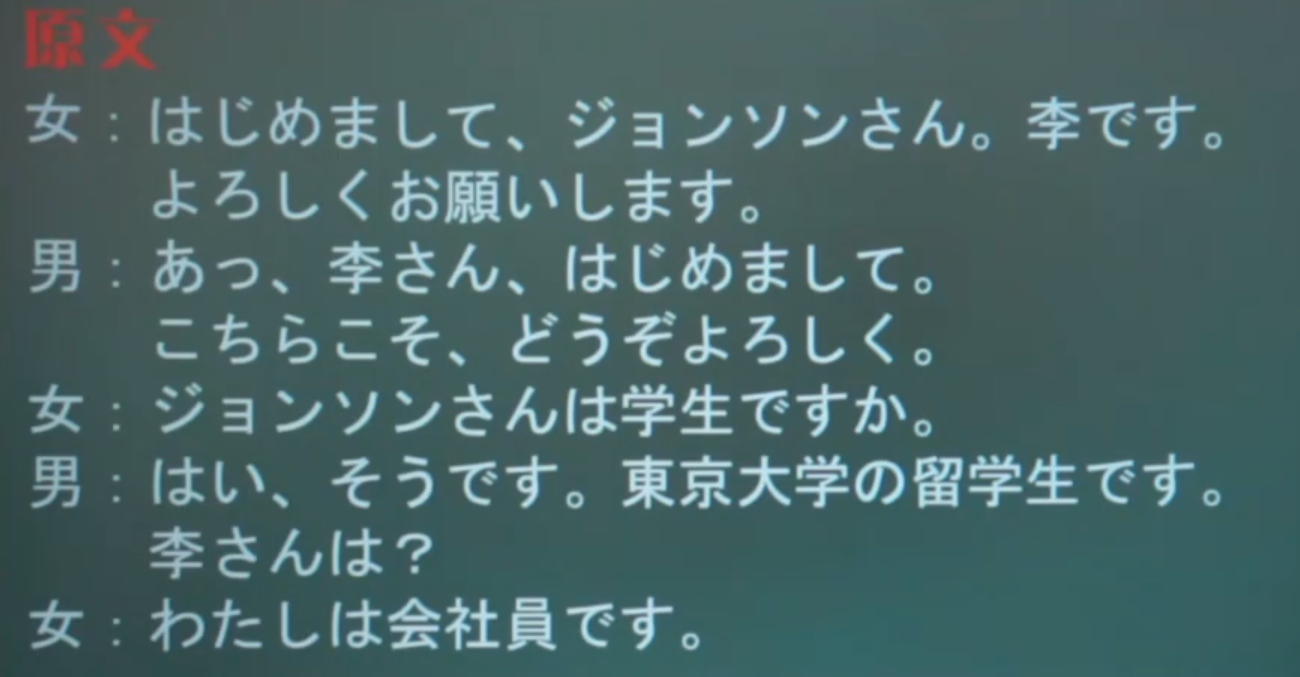 原文
女：はじめまして、ジョンソンさん。李です。
よろしくお願いします。
男：あっ、李さん、はじめまして。
こちらこそ、どうぞよろしく。
女：ジョンソンさんは学生ですか。
男：はい、そうです。東京大学の留学生です。
李さんは？
女：わたしは会社員です。